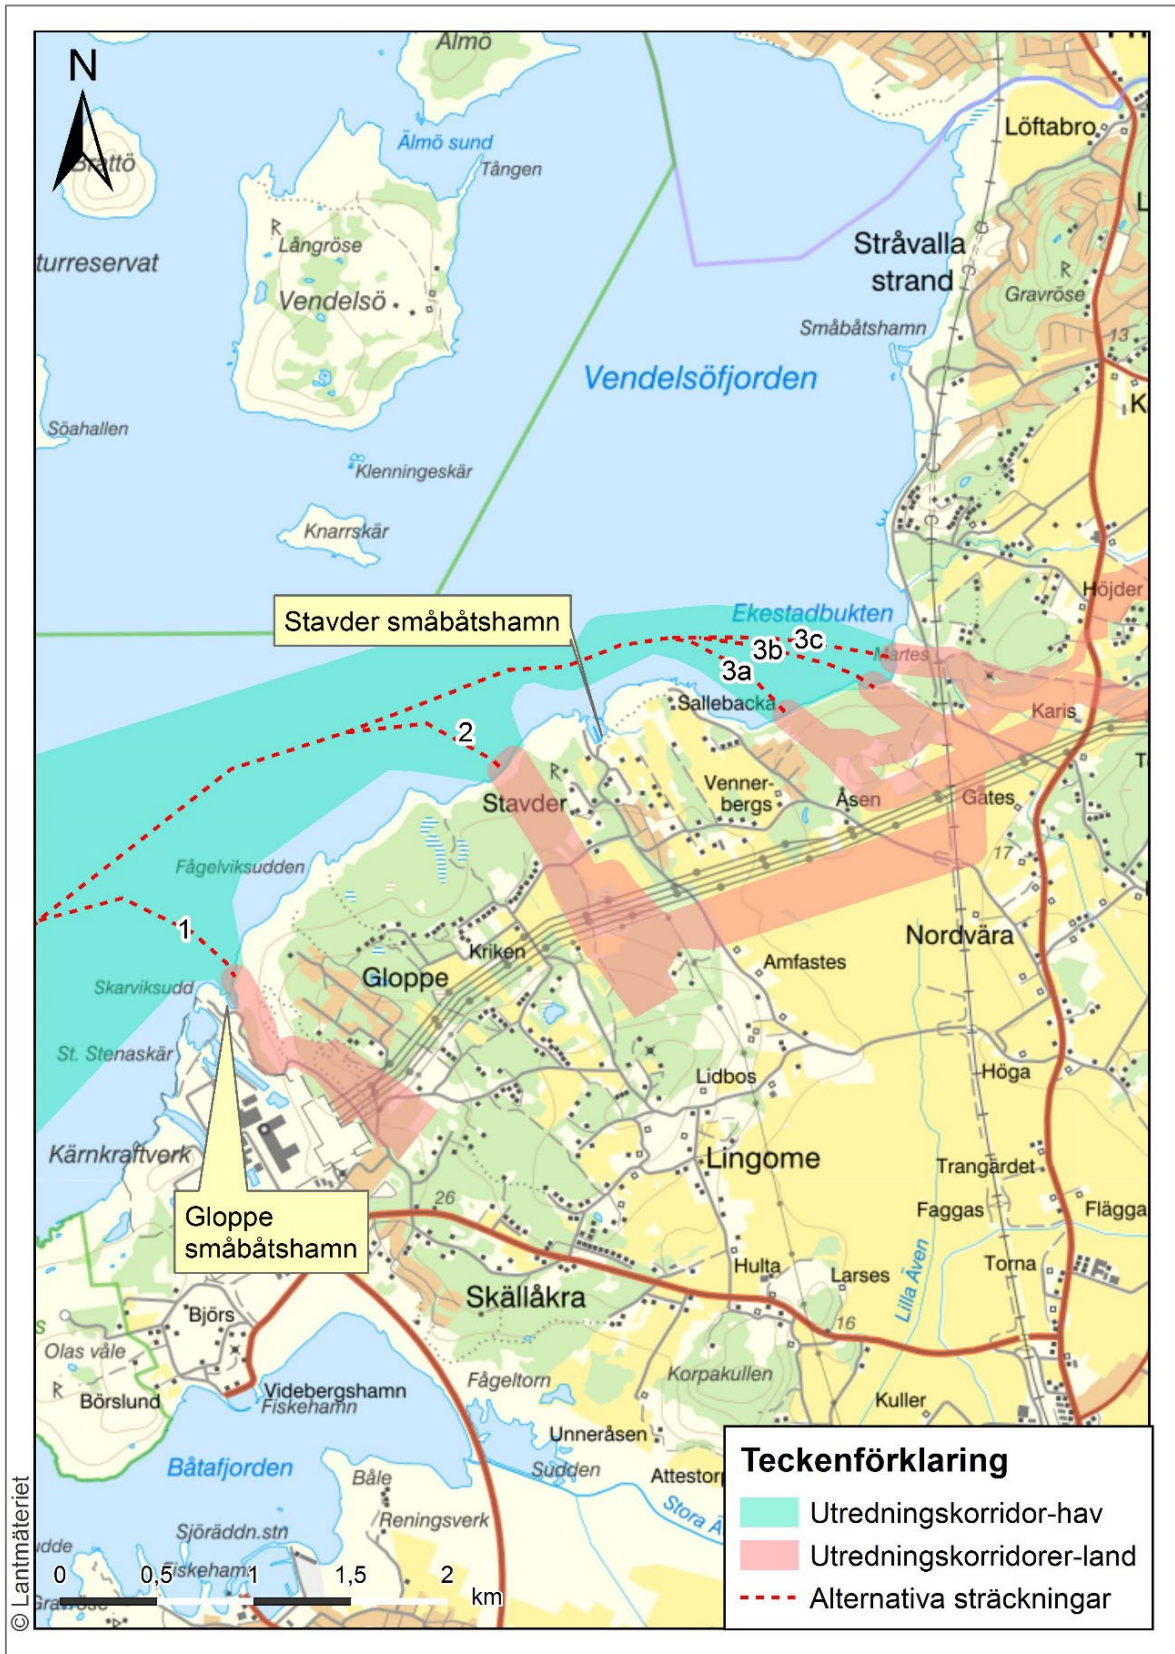 Älmö
N
Älmö sund
Brattö
Tången
Löftabro
turreservat
Långröse
Vendelsö
Stråvalla
strand
Gravröse
Småbåtshamn
13
Vendelsöfjorden
K
Söahallen
Klenningeskär
Knarrskär
Höjder
Stavder småbåtshamn
Ekestadbukten
3c
3b
3a
Martes
Sallebacka
Karis
2
Stavder
Venner-
bergs
Åsen
Gates
Fågelviksudden
17
1
Kriken
Nordvära
Gloppe
Amfastes
Skarviksudd
St. Stenaskär
Höga
Lidbos
Kärnkraftverk
Lingome
Trangärdet
26
Faggas
Flägga
Gloppe
småbåtshamn
Lilla Åven
Hulta
Larses
Torna
Skällåkra
Björs
16
Olas våle
Korpakullen
Fågeltorn
Börslund
Videbergshamn
Fiskehamn
Kuller
Unneråsen
Sudden
Attestorp
Båtafjorden
Båle
Stora Å
Reningsverk
Sjöräddn.stn
udde
Fiskehamn
Gravröse
0 0,5 1 1,5 2
km
Teckenförklaring
Utredningskorridor-hav
Utredningskorridorer-land
Alternativa sträckningar
© Lantmäteriet